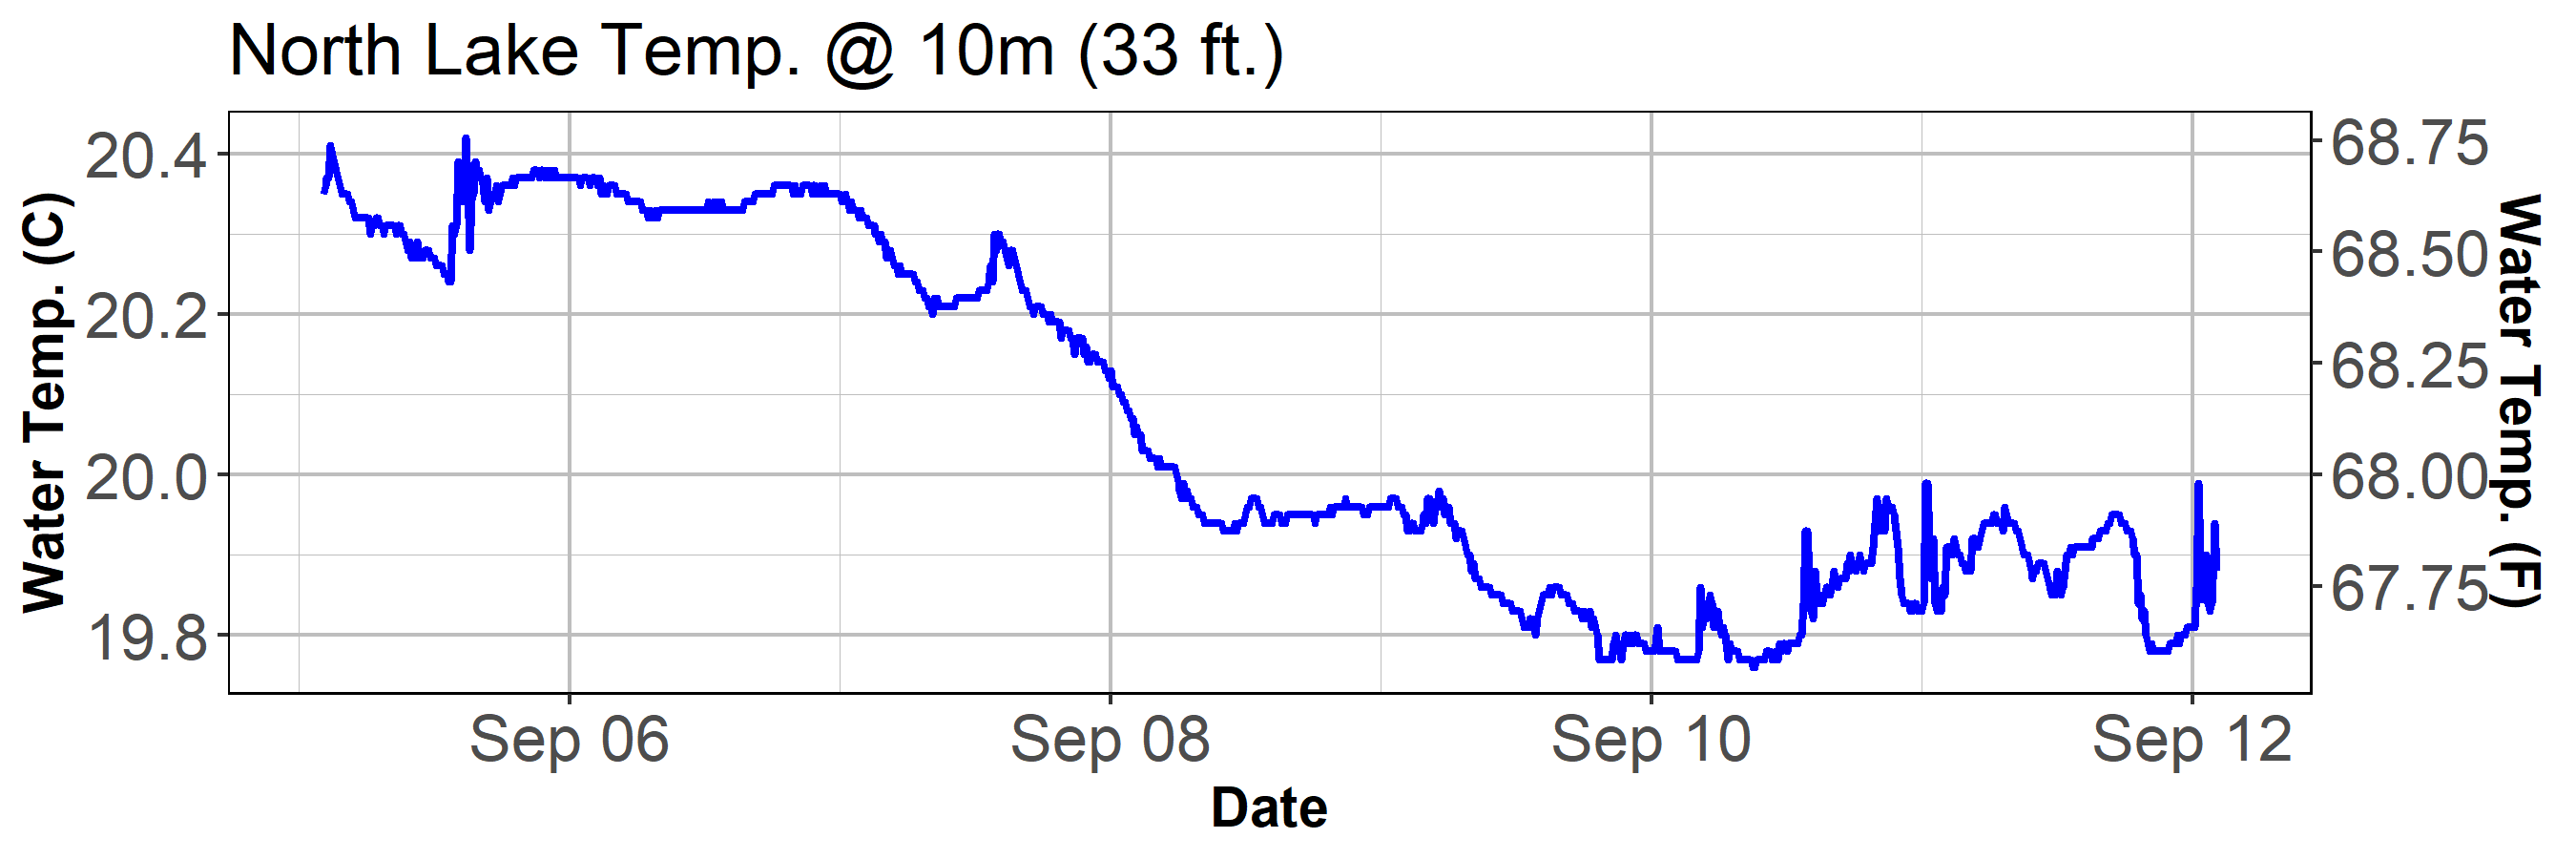 North Lake Temp. @ 10m (33 ft.)
Water Temp. (C)
20.4
20.2
20.0
19.8
68.75
68.50
68.25
68.00
67.75
Water Temp. (F)
Sep 06
Sep 08
Sep 10
Sep 12
Date